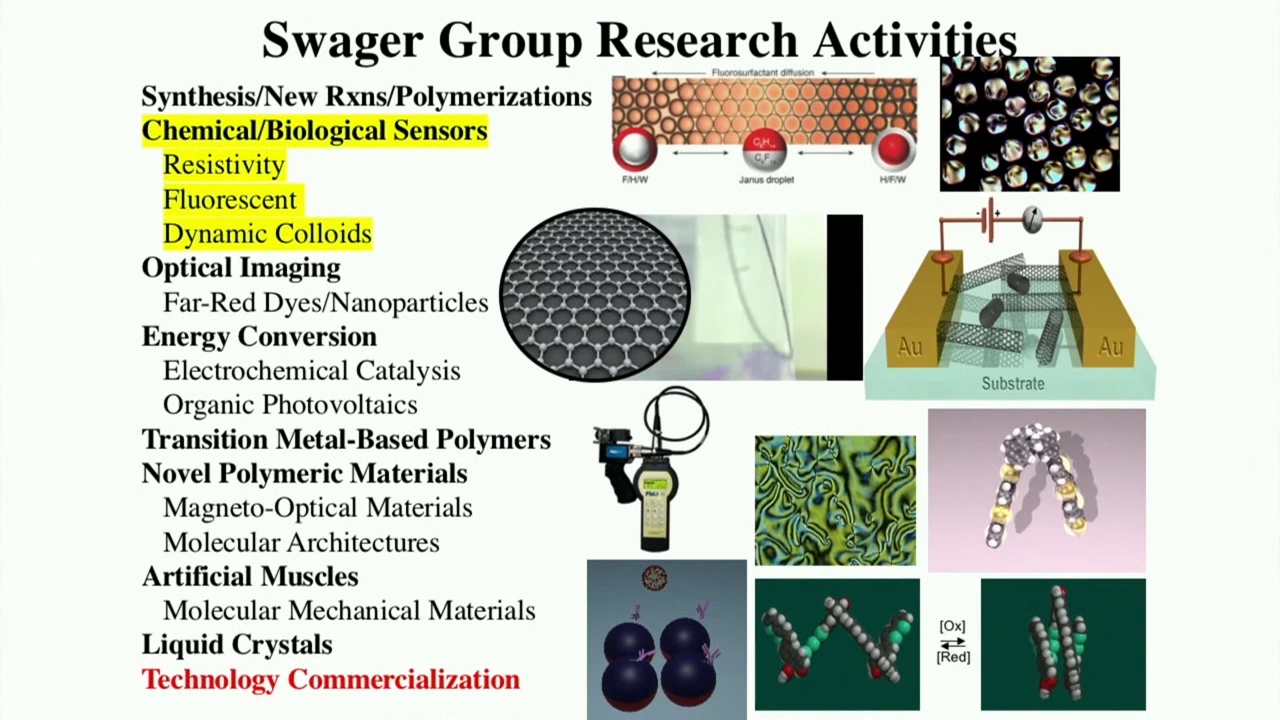 Swager Group Research Activities
Synthesis/New Rxns/Polymerizations
Chemical/Biological Sensors
Resistivity
Fluorescent
Dynamic Colloids
Optical Imaging
Far-Red Dyes/Nanoparticles
Energy Conversion
Electrochemical Catalysis
Organic Photovoltaics
Transition Metal-Based Polymers
Novel Polymeric Materials
Magneto-Optical Materials
Molecular Architectures
Artificial Muscles
Molecular Mechanical Materials
Liquid Crystals
Technology Commercialization
Fluorosurfactant diffusion
F/H/W
Janus droplet
H/F/W
- +
Au
Au
Substrate
[Ox]
[Red]